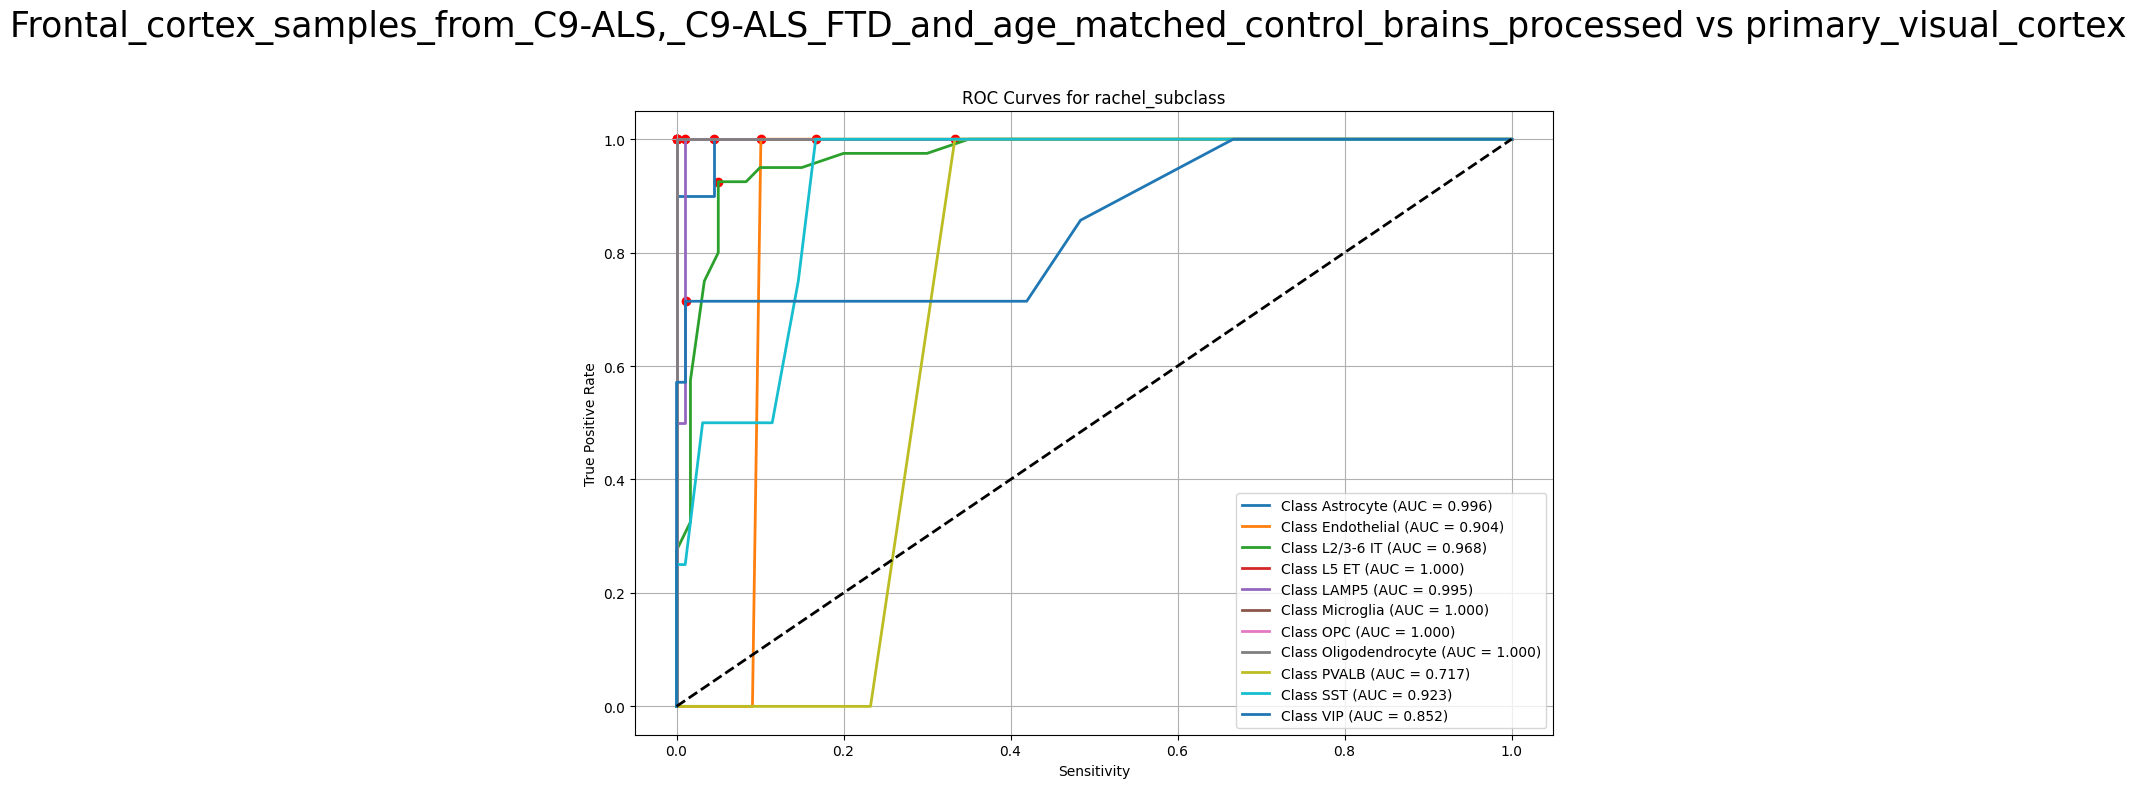 Frontal_cortex_samples_from_C9-ALS,_C9-ALS_FTD_and_age_matched_control_brains_processed vs primary_visual_cortex
ROC Curves for rachel_subclass
True Positive Rate
1.0
0.8
0.6
0.4
0.2
0.0
Class Astrocyte (AUC = 0.996)
Class Endothelial (AUC = 0.904)
Class L2/3-6 IT (AUC = 0.968)
Class L5 ET (AUC = 1.000)
Class LAMP5 (AUC = 0.995)
Class Microglia (AUC = 1.000)
Class OPC (AUC = 1.000)
Class Oligodendrocyte (AUC = 1.000)
Class PVALB (AUC = 0.717)
Class SST (AUC = 0.923)
Class VIP (AUC = 0.852)
0.0 0.2 0.4 0.6 0.8 1.0
Sensitivity